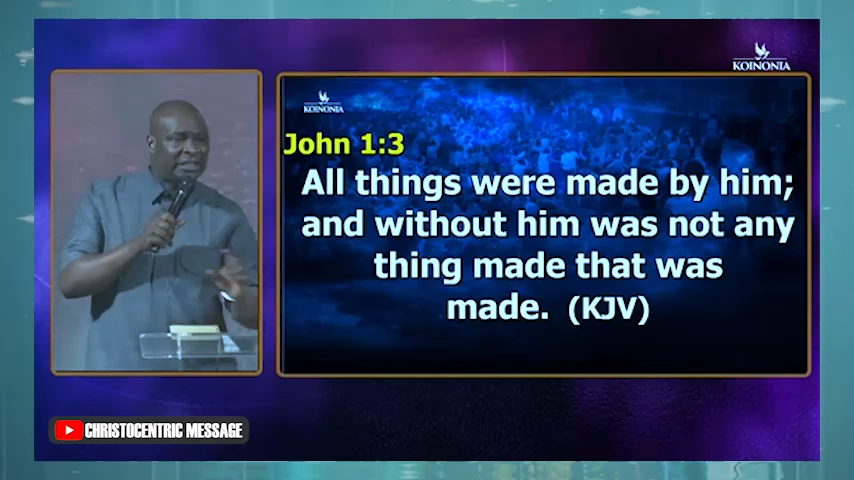 KOINONIA
KOINONIA
John 1:3
All things were made by him;
and without him was not any
thing made that was
made. (KJV)
CHRISTOCENTRIC MESSAGE